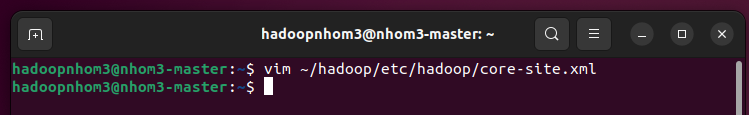 hadoopnhom3@nhom3-master: ~
hadoopnhom3@nhom3-master:~$ vim ~/hadoop/etc/hadoop/core-site.xml
hadoopnhom3@nhom3-master:~$